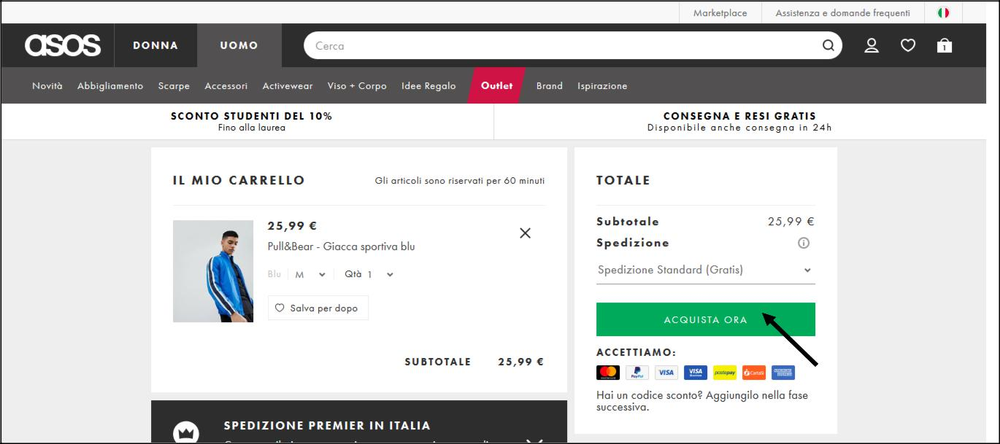 Marketplace
Assistenza e domande frequenti
asos
DONNA
UOMO
Cerca
1
Novità
Abbigliamento
Scarpe
Accessori
Activewear
Viso + Corpo
Idee Regalo
Outlet
Brand
Ispirazione
SCONTO STUDENTI DEL 10%
Fino alla laurea
CONSEGNA E RESI GRATIS
Disponibile anche consegna in 24h
IL MIO CARRELLO
Gli articoli sono riservati per 60 minuti
25,99 €
Pull&Bear - Giacca sportiva blu
Blu
M
Qtà 1
Salva per dopo
SUBTOTALE 25,99 €
SPEDIZIONE PREMIER IN ITALIA
TOTALE
Subtotale 25,99 €
Spedizione
Spedizione Standard (Gratis)
ACQUISTA ORA
ACCETTIAMO:
PayPal
VISA
VISA
postepay
CartaSi
Hai un codice sconto? Aggiungilo nella fase
successiva.